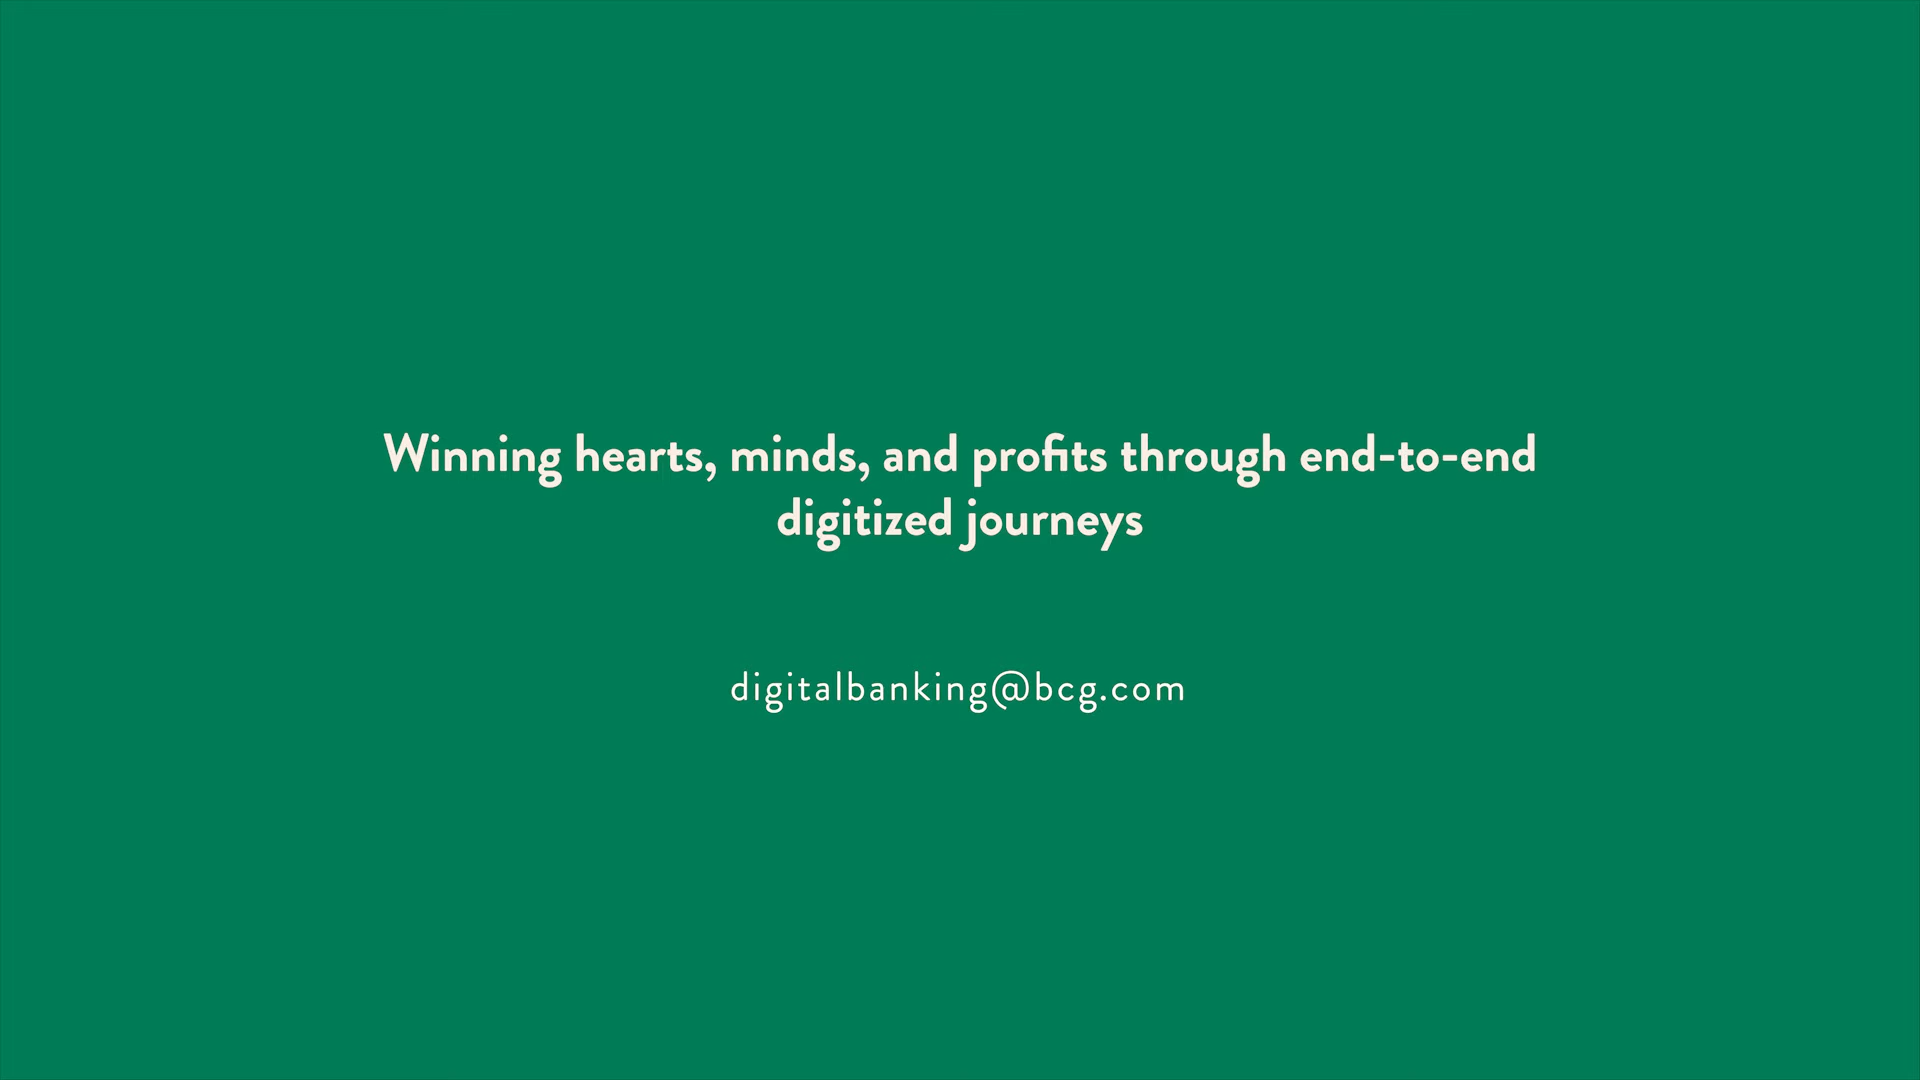 Winning hearts, minds, and profits through end-to-end
digitized journeys
digitalbanking@bcg.com